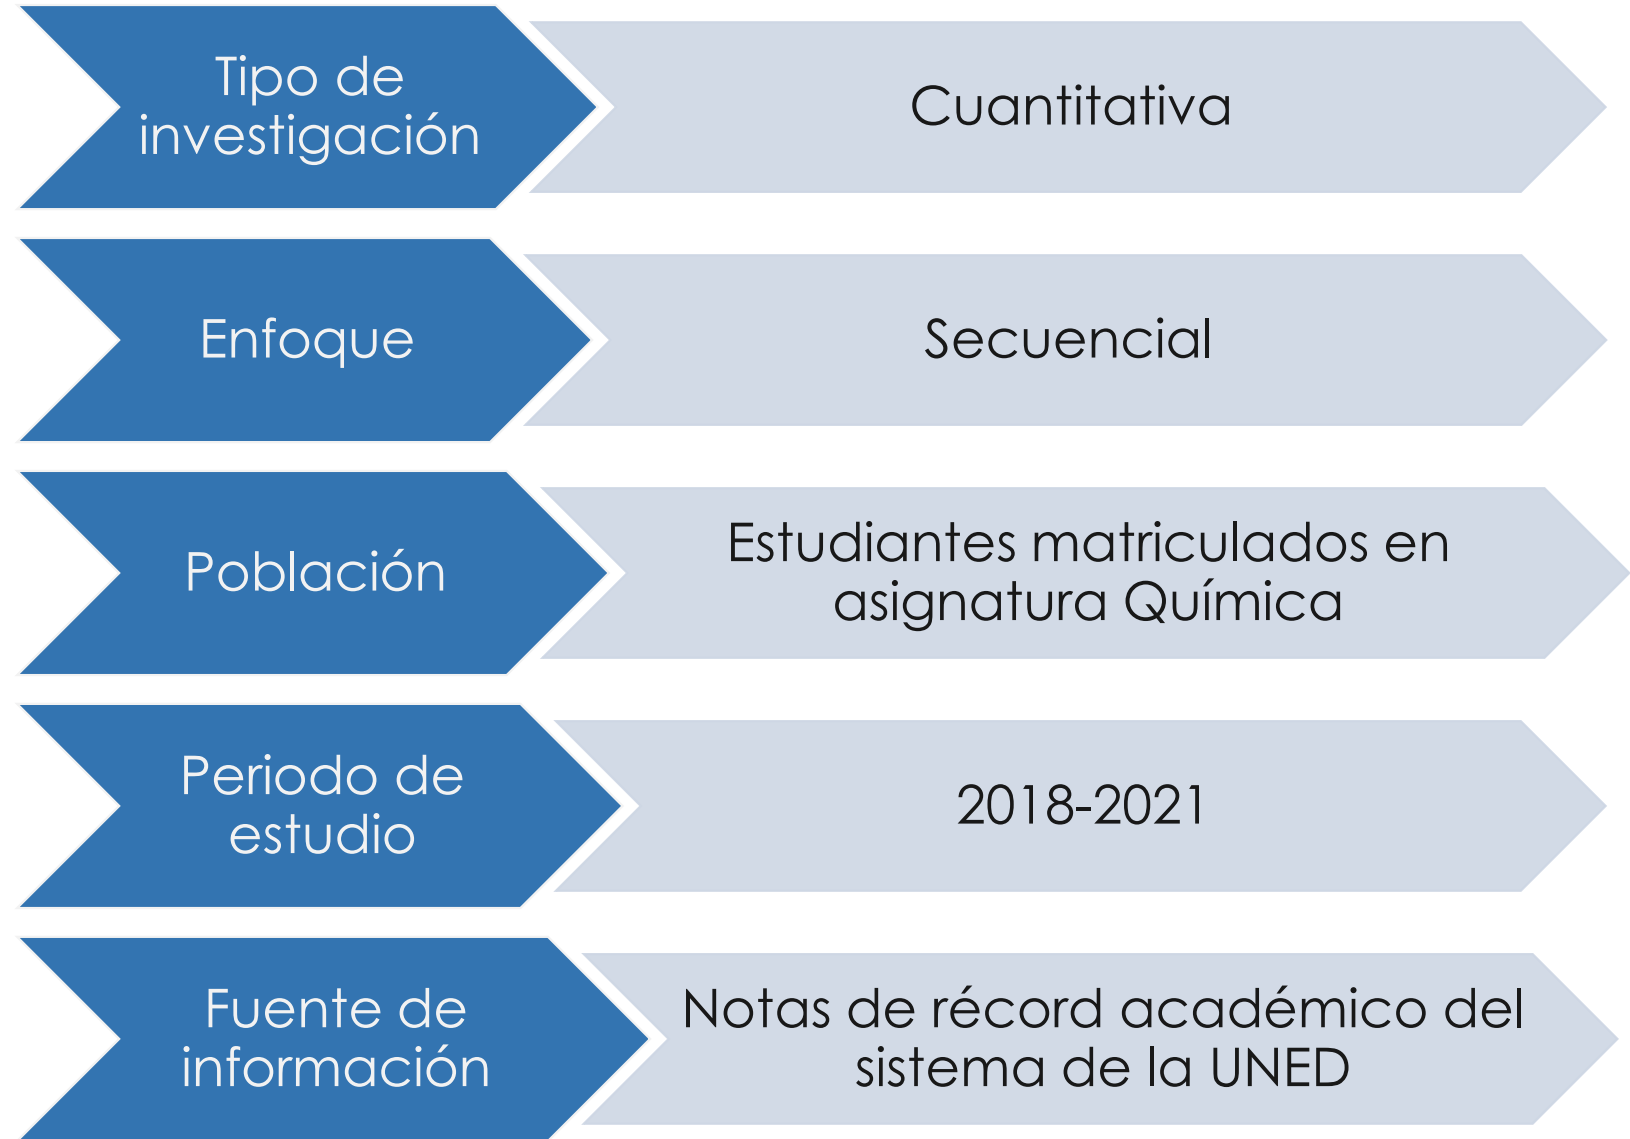 Tipo de
investigación
Cuantitativa
Enfoque
Secuencial
Población
Estudiantes matriculados en
asignatura Química
Periodo de
estudio
2018-2021
Fuente de
información
Notas de récord académico del
sistema de la UNED